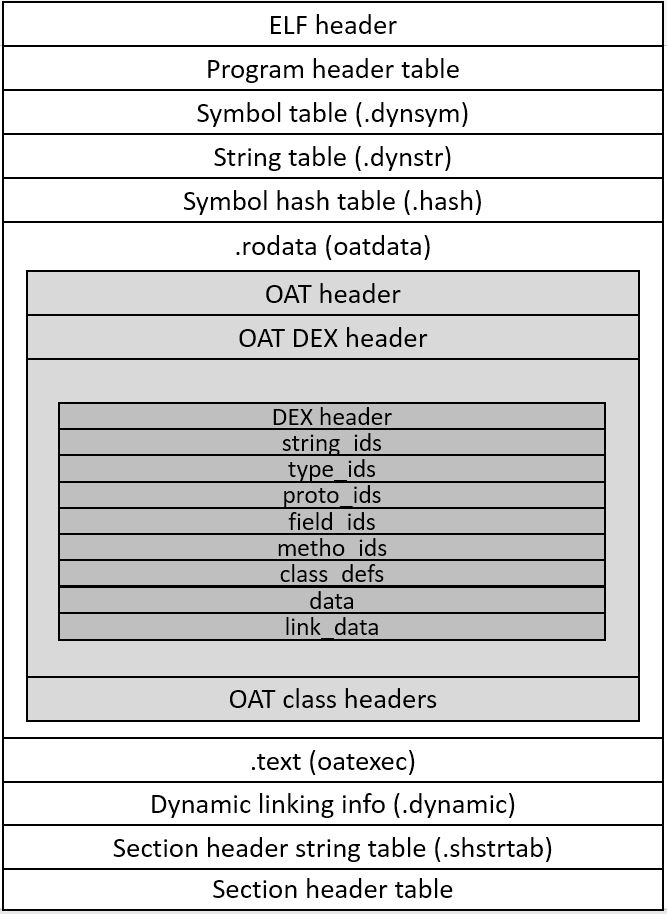 ELF header
Program header table
Symbol table (.dynsym)
String table (.dynstr)
Symbol hash table (.hash)
.rodata (oatdata)
OAT header
OAT DEX header
DEX header
string_ids
type_ids
proto_ids
field_ids
metho_ids
class_defs
data
link_data
OAT class headers
.text (oatexec)
Dynamic linking info (.dynamic)
Section header string table (.shstrtab)
Section header table